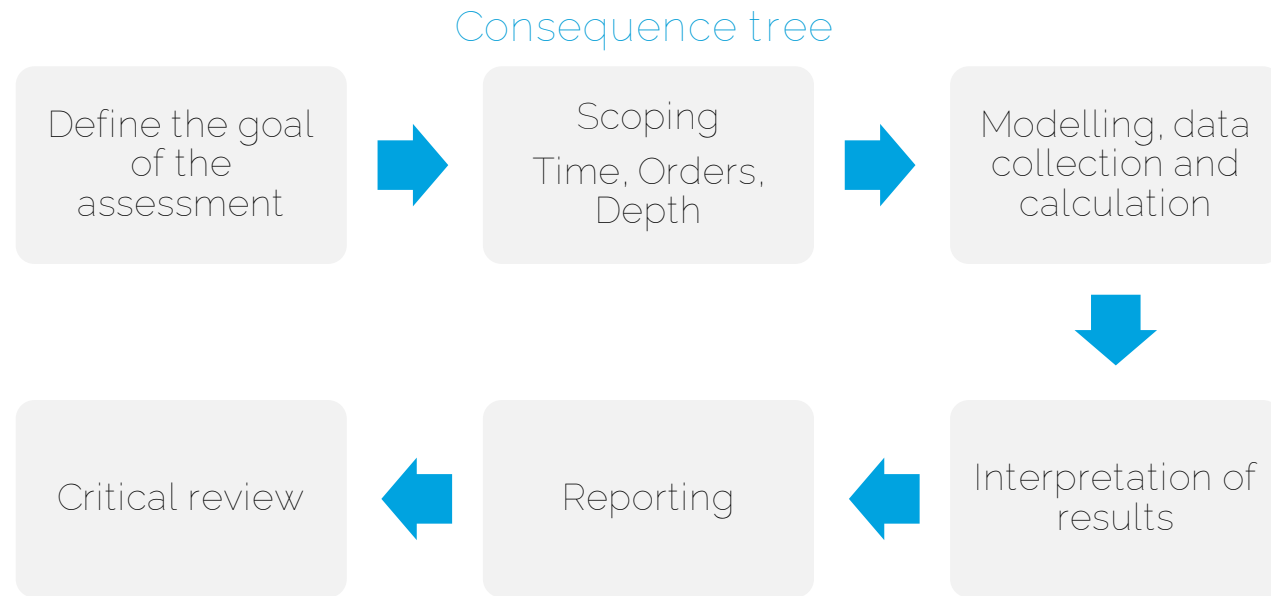 Consequence tree
Define the goal
of the
assessment
Scoping
Time, Orders,
Depth
Modelling, data
collection and
calculation
Interpretation of
results
Reporting
Critical review